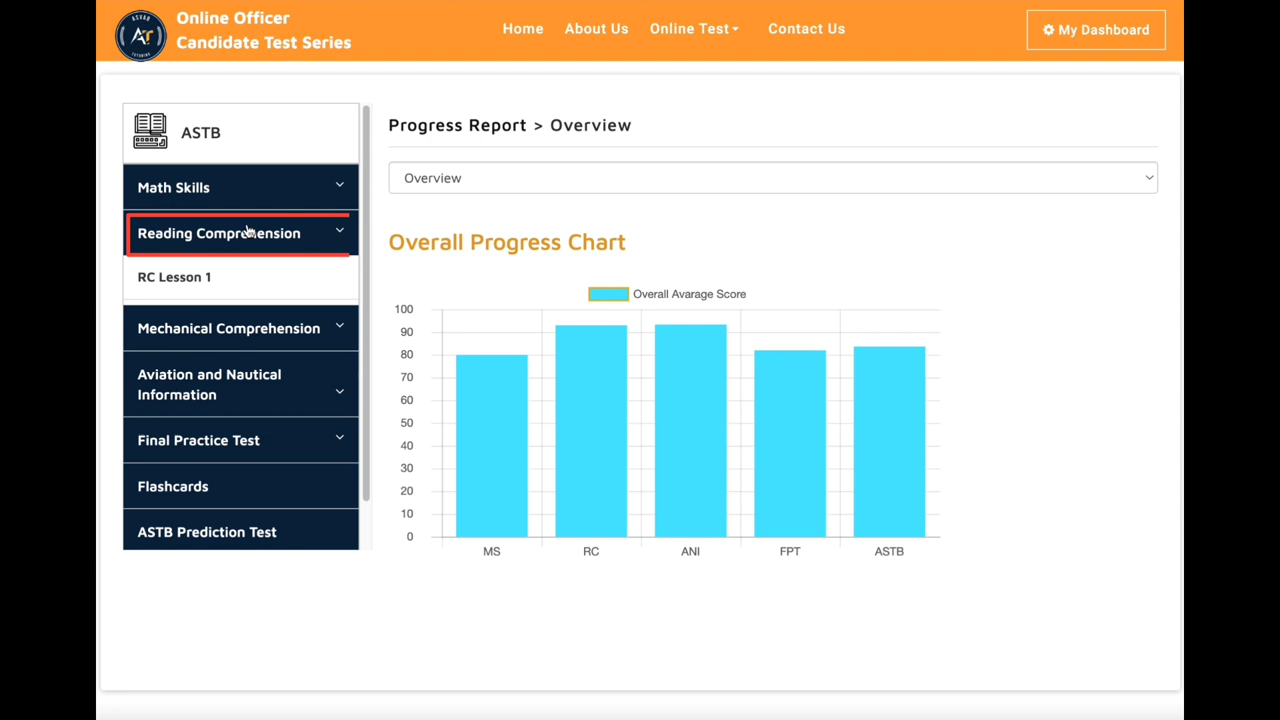 Online Officer
Candidate Test Series
Home
About Us
Online Test
Contact Us
My Dashboard
ASVAB
AT
TUTORING
ASTB
Math Skills
Reading Comprehension
RC Lesson 1
Mechanical Comprehension
Aviation and Nautical
Information
Final Practice Test
Flashcards
ASTB Prediction Test
Progress Report > Overview
Overview
Overall Progress Chart
Overall Avarage Score
100
90
80
70
60
50
40
30
20
10
0
MS
RC
ANI
FPT
ASTB